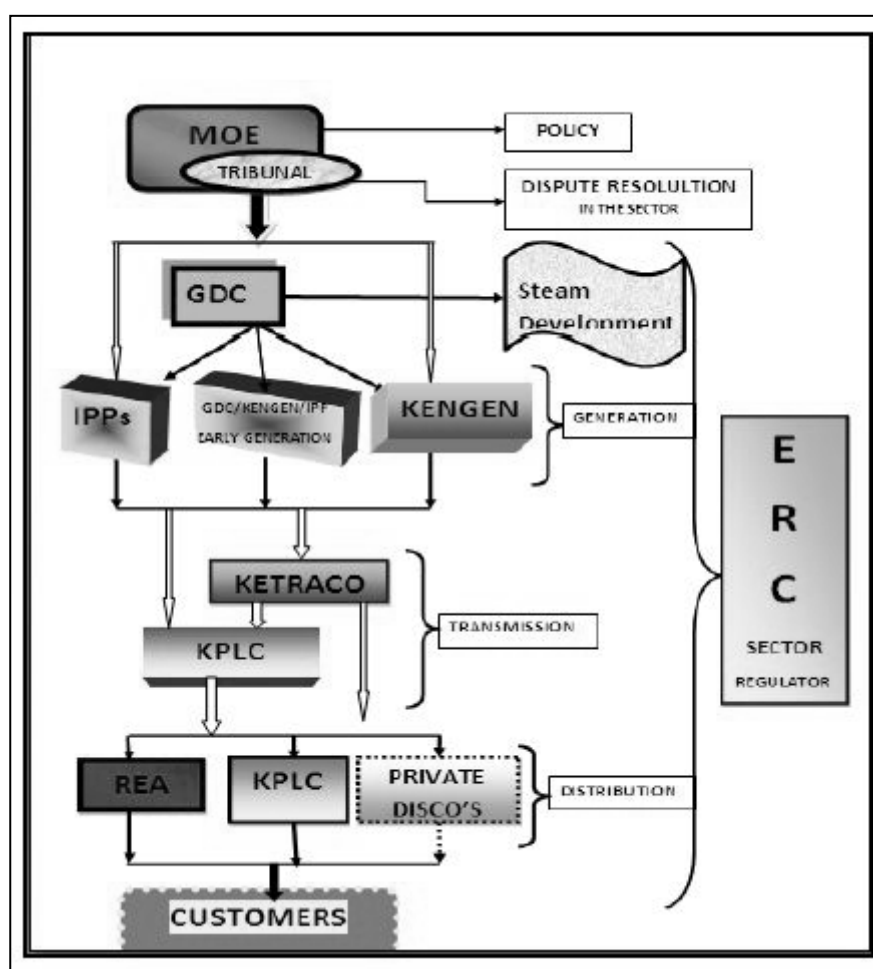 MOE
POLICY
TRIBUNAL
DISPUTE RESOLULTION
IN THE SECTOR
GDC
Steam
Development
IPPs
GDC/KENGEN/IPP
EARLY GENERATION
KENGEN
GENERATION
E
R
C
SECTOR
REGULATOR
KETRACO
TRANSMISSION
KPLC
REA
KPLC
PRIVATE
DISCO'S
DISTRIBUTION
CUSTOMERS